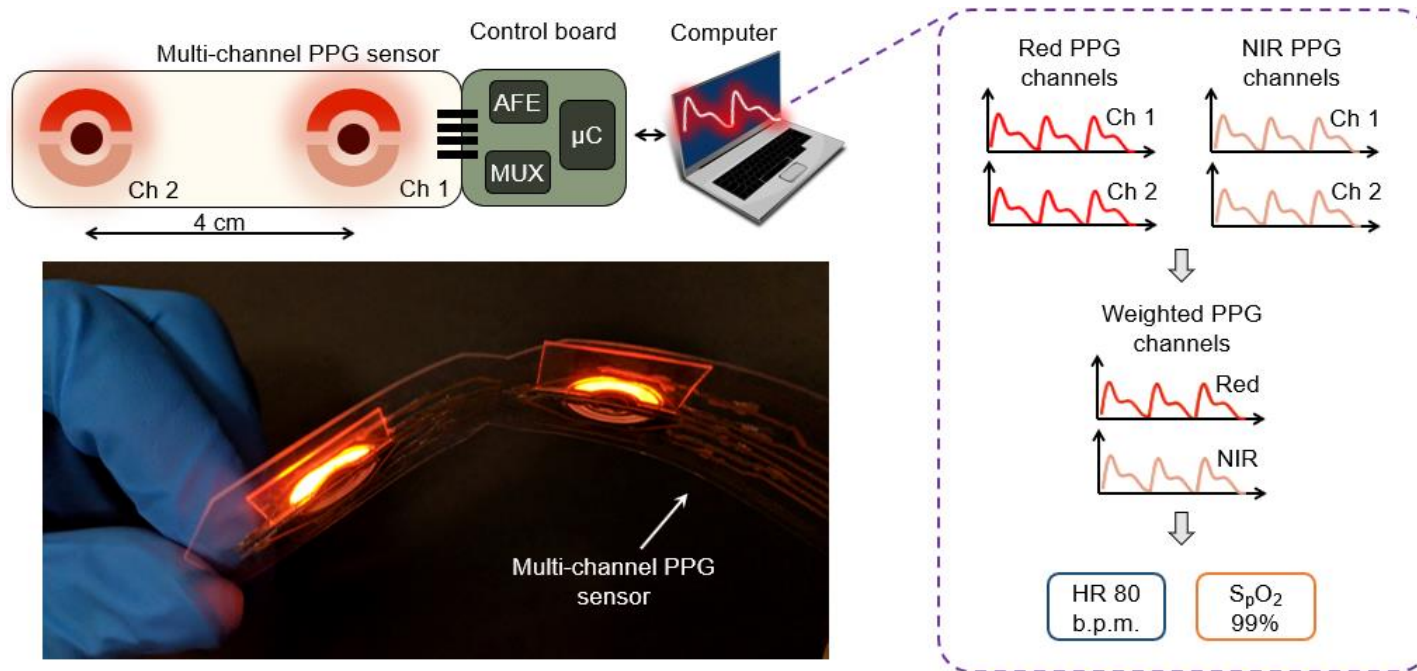 Multi-channel PPG sensor
Control board
Computer
AFE
µC
MUX
Ch 2
Ch 1
4 cm
Multi-channel PPG
sensor
Red PPG
channels
NIR PPG
channels
Ch 1
Ch 1
Ch 2
Ch 2
Weighted PPG
channels
Red
NIR
HR 80
b.p.m.
SpO2
99%